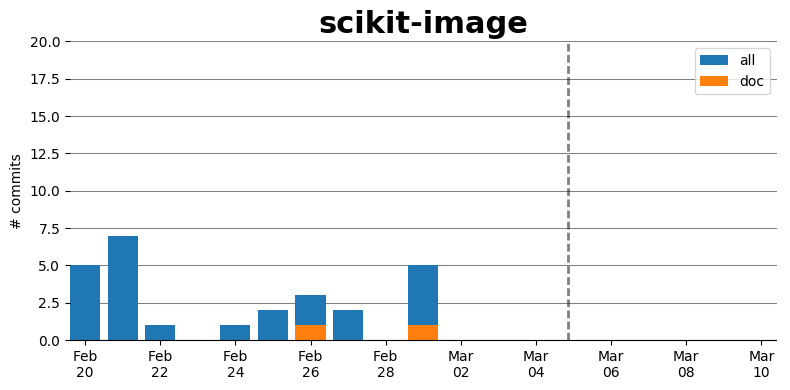 scikit-image
20.0
17.5
15.0
12.5
10.0
7.5
5.0
2.5
0.0
# commits
all
doc
Feb Feb Feb Feb Feb Mar Mar Mar Mar Mar
20 22 24 26 28 02 04 06 08 10